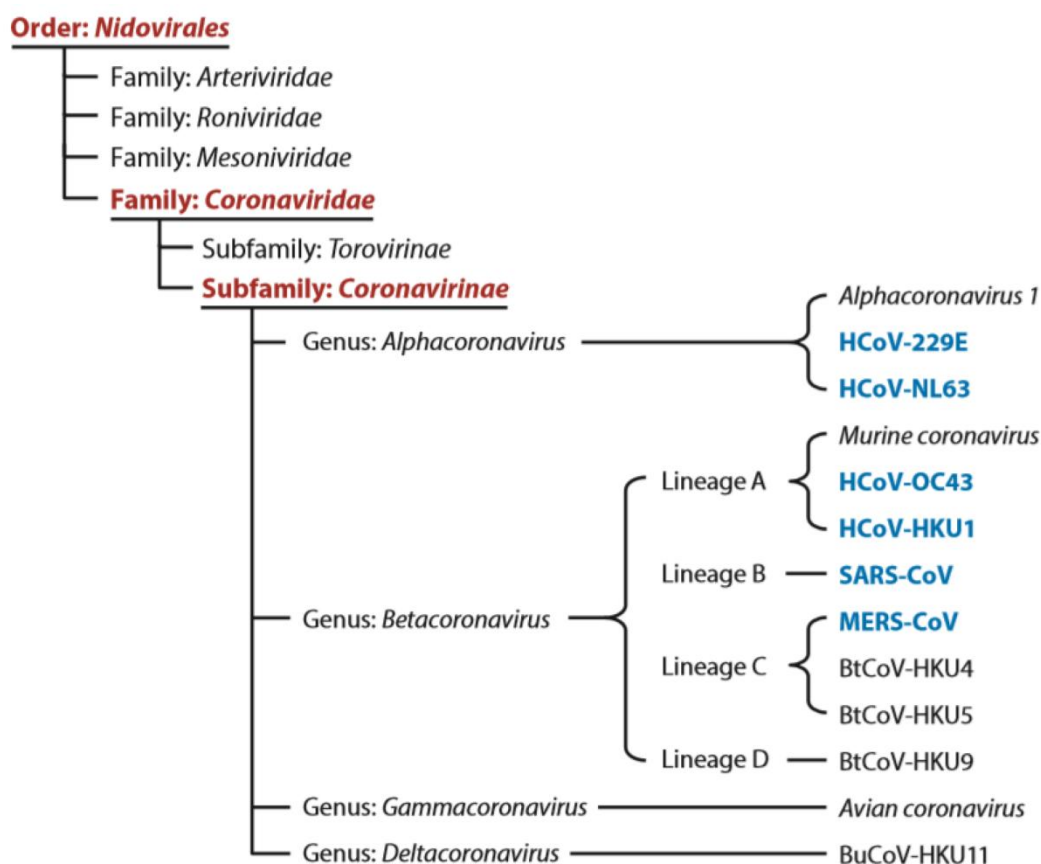 Order: Nidovirales
Family: Arteriviridae
Family: Roniviridae
Family: Mesoniviridae
Family: Coronaviridae
Subfamily: Torovirinae
Subfamily: Coronavirinae
Genus: Alphacoronavirus
Alphacoronavirus 1
HCoV-229E
HCoV-NL63
Genus: Betacoronavirus
Lineage A
Murine coronavirus
HCoV-OC43
HCoV-HKU1
Lineage B
SARS-CoV
Lineage C
MERS-CoV
BtCoV-HKU4
BtCoV-HKU5
Lineage D
BtCoV-HKU9
Genus: Gammacoronavirus
Avian coronavirus
Genus: Deltacoronavirus
BuCoV-HKU11